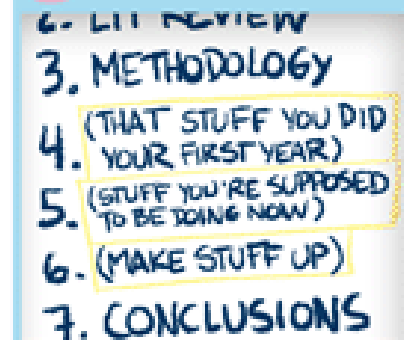 2. LIT REVIEW
3. METHODOLOGY
4. (THAT STUFF YOU DID
YOUR FIRST YEAR)
5. (STUFF YOU'RE SUPPOSED
TO BE DOING NOW)
6. (MAKE STUFF UP)
7. CONCLUSIONS